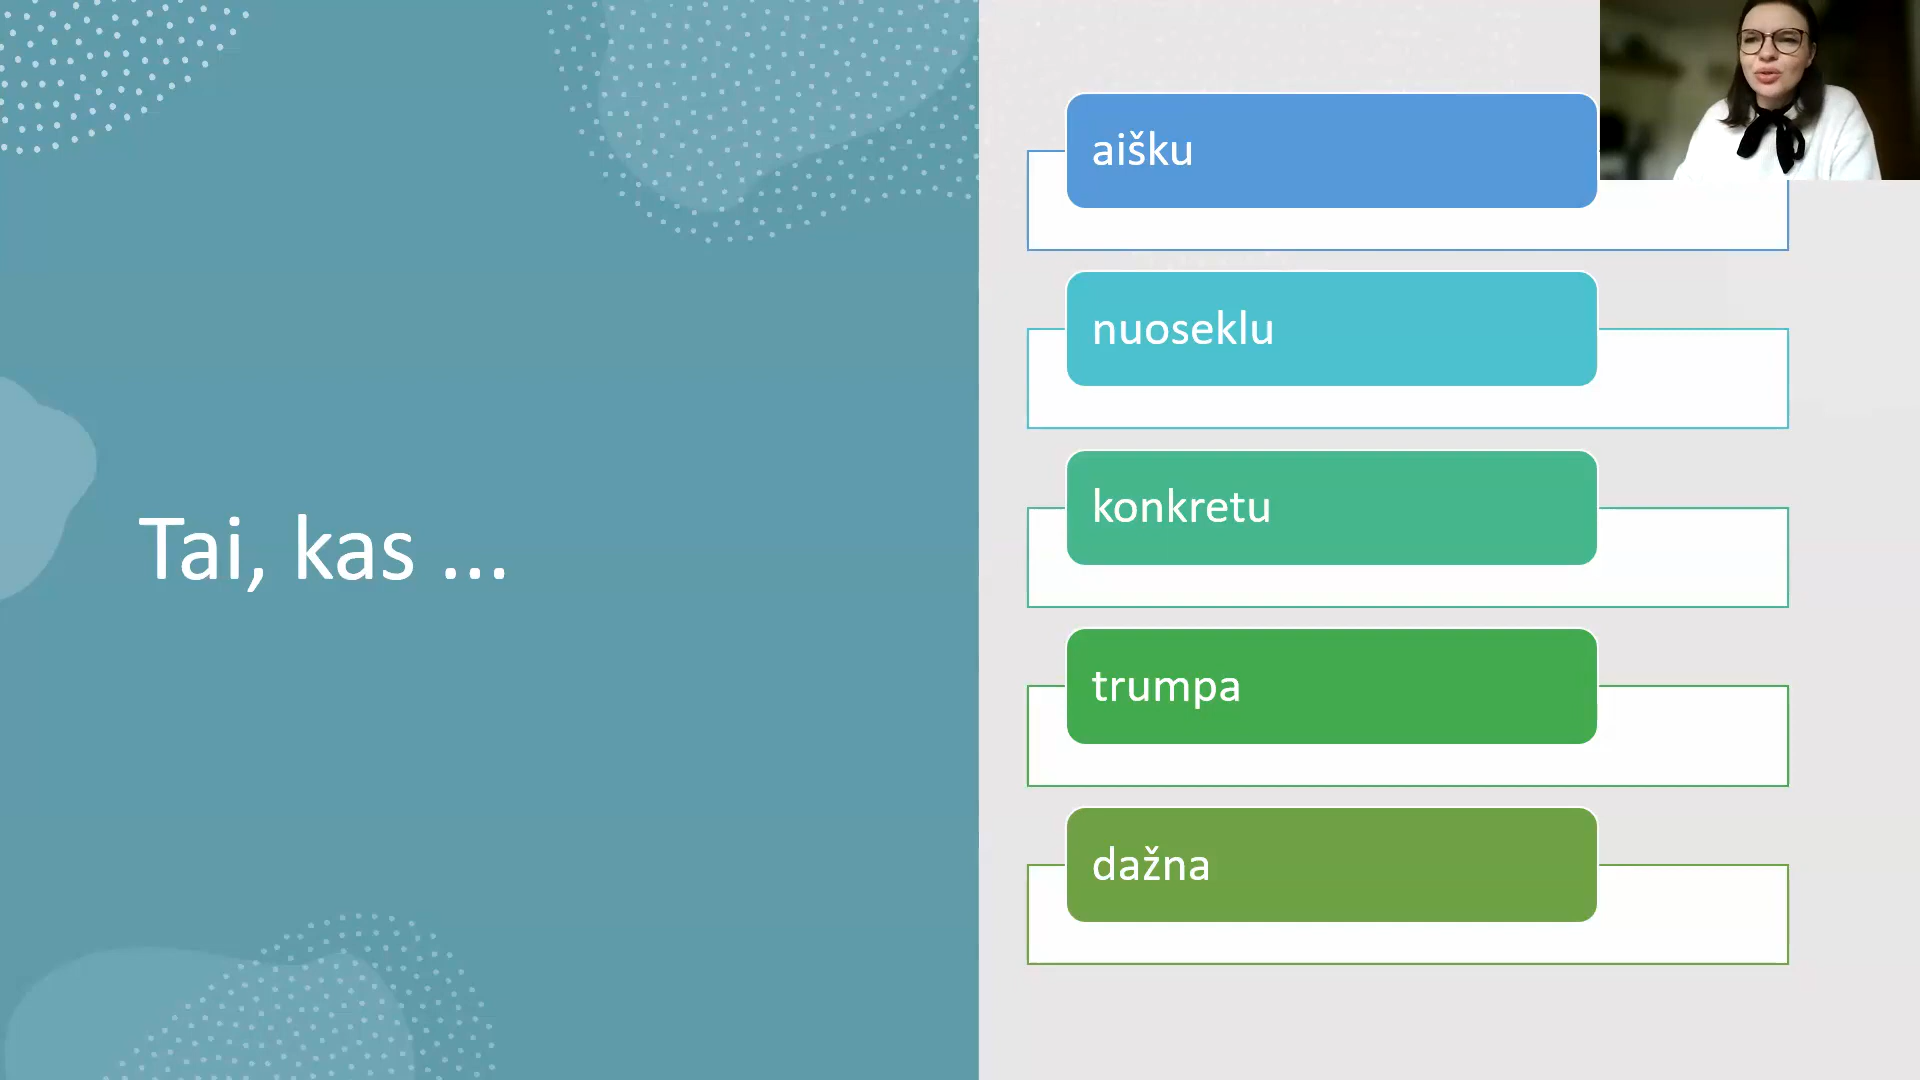 Tai, kas ...
aišku
nuoseklu
konkretu
trumpa
dažna